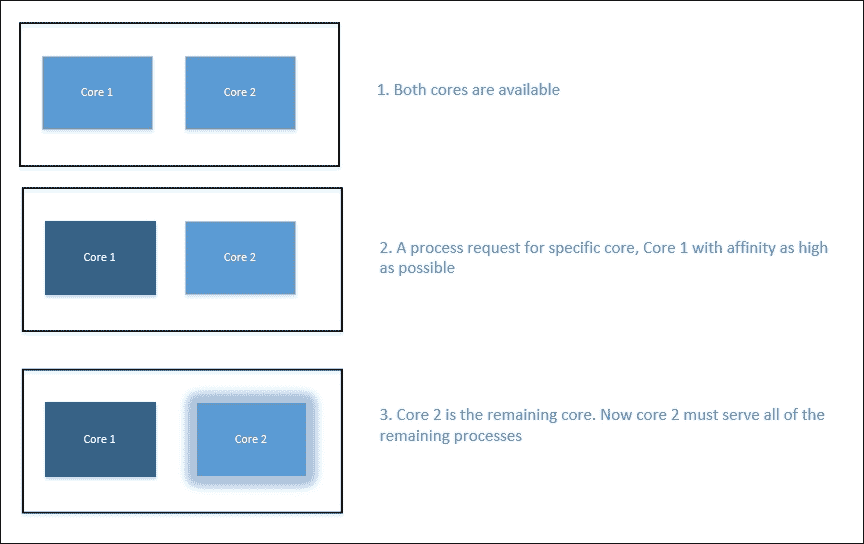 Core 1
Core 2
1. Both cores are available
Core 1
Core 2
2. A process request for specific core, Core 1 with affinity as high
as possible
Core 1
Core 2
3. Core 2 is the remaining core. Now core 2 must serve all of the
remaining processes